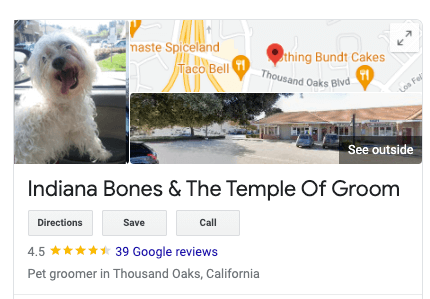 maste Spiceland
Taco Bell
thing Bundt Cakes
Thousand Oaks Blvd
Los Fel
See outside
Indiana Bones & The Temple Of Groom
Directions
Save
Call
4.5
39 Google reviews
Pet groomer in Thousand Oaks, California